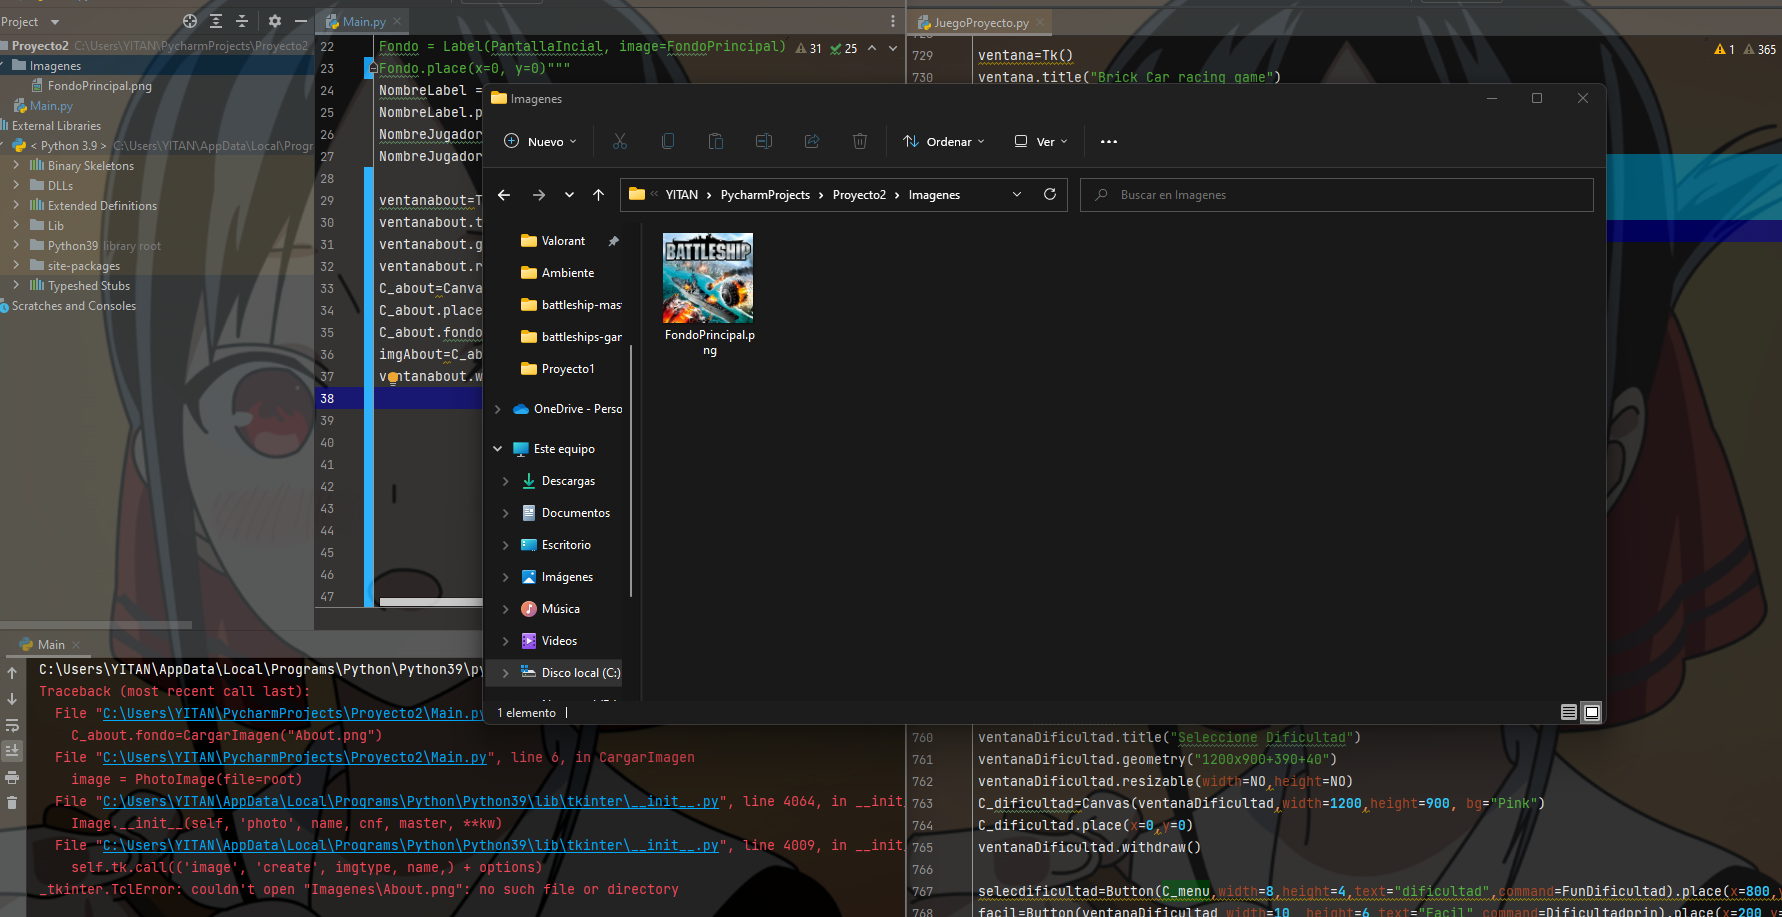 Project
Proyecto2 C:\Users\YITAN\PycharmProjects\Proyecto2
Imagenes
FondoPrincipal.png
Main.py
External Libraries
< Python 3.9 > C:\Users\YITAN\AppData\Local\Progr
Binary Skeletons
DLLs
Extended Definitions
Lib
Python39 library root
site-packages
Typeshed Stubs
Scratches and Consoles
Main.py
31 25
22 Fondo = Label(PantallaIncial, image=FondoPrincipal)
23 Fondo.place(x=0, y=0)"""
24 NombreLabel =
25 NombreLabel.p
26 NombreJugador
27 NombreJugador
28
29 ventanabout=T
30 ventanabout.t
31 ventanabout.g
32 ventanabout.r
33 C_about=Canva
34 C_about.place
35 C_about.fondo
36 imgAbout=C_ab
37 ventanabout.w
38
39
40
41
42
43
44
45
46
47
JuegoProyecto.py
1 365
729 ventana=Tk()
730 ventana.title("Brick Car racing game")
Imagenes
Nuevo
Ordenar
Ver
YITAN > PycharmProjects > Proyecto2 > Imagenes
Buscar en Imagenes
Valorant
Ambiente
battleship-mast
battleships-gam
Proyecto1
OneDrive - Perso
Este equipo
Descargas
Documentos
Escritorio
Imágenes
Música
Videos
Disco local (C:)
BATTLESHIP
FondoPrincipal.p
ng
1 elemento
Main
C:\Users\YITAN\AppData\Local\Programs\Python\Python39\py
Traceback (most recent call last):
File "C:\Users\YITAN\PycharmProjects\Proyecto2\Main.py
C_about.fondo=CargarImagen("About.png")
File "C:\Users\YITAN\PycharmProjects\Proyecto2\Main.py", line 6, in CargarImagen
image = PhotoImage(file=root)
File "C:\Users\YITAN\AppData\Local\Programs\Python\Python39\lib\tkinter\__init__.py", line 4064, in __init_
Image.__init__(self, 'photo', name, cnf, master, **kw)
File "C:\Users\YITAN\AppData\Local\Programs\Python\Python39\lib\tkinter\__init__.py", line 4009, in __init_
self.tk.call(('image', 'create', imgtype, name,) + options)
_tkinter.TclError: couldn't open "Imagenes\About.png": no such file or directory
760 ventanaDificultad.title("Seleccione Dificultad")
761 ventanaDificultad.geometry("1200x900+390+40")
762 ventanaDificultad.resizable(width=NO,height=NO)
763 C_dificultad=Canvas(ventanaDificultad,width=1200,height=900, bg="Pink")
764 C_dificultad.place(x=0,y=0)
765 ventanaDificultad.withdraw()
766
767 selecdificultad=Button(C_menu,width=8,height=4,text="dificultad",command=FunDificultad).place(x=800,y
768 facil=Button(ventanaDificultad,width=10, height=6,text="Facil",command=Dificultadprin).place(x=200,y